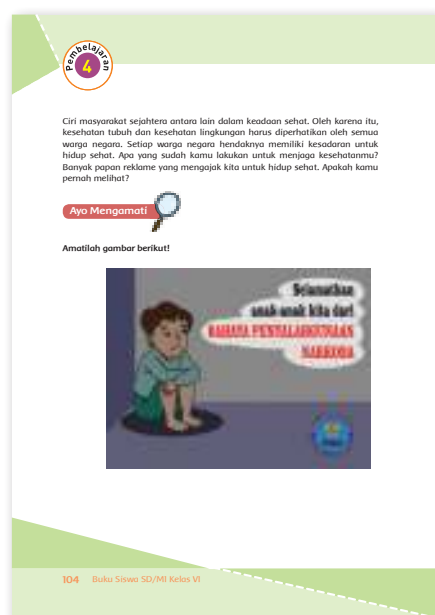 Pembelajaran
4
Ciri masyarakat sejahtera antara lain dalam keadaan sehat. Oleh karena itu,
kesehatan tubuh dan kesehatan lingkungan harus diperhatikan oleh semua
warga negara. Setiap warga negara hendaknya memiliki kesadaran untuk
hidup sehat. Apa yang sudah kamu lakukan untuk menjaga kesehatanmu?
Banyak papan reklame yang mengajak kita untuk hidup sehat. Apakah kamu
pernah melihat?
Ayo Mengamati
Amatilah gambar berikut!
Selamatkan
anak-anak kita dari
BAHAYA PENYALAHGUNAAN
NARKOBA
104 Buku Siswa SD/MI Kelas VI